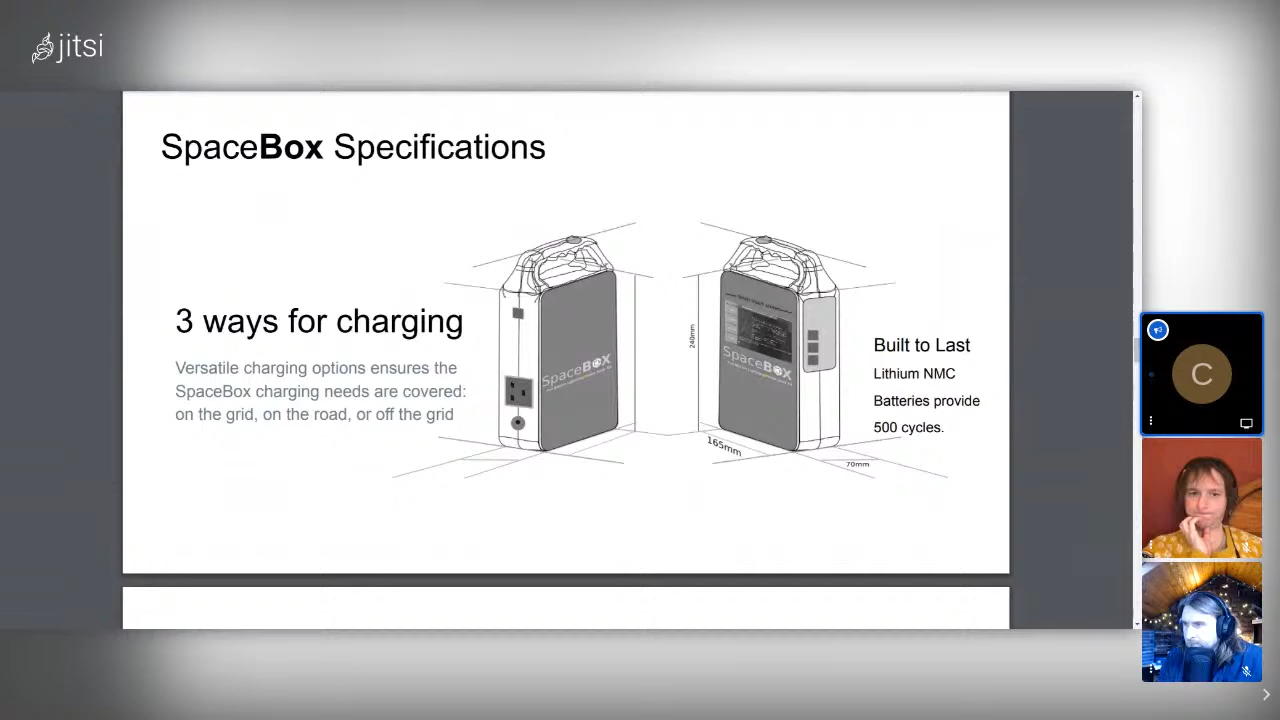 jitsi
SpaceBox Specifications
3 ways for charging
Versatile charging options ensures the
SpaceBox charging needs are covered:
on the grid, on the road, or off the grid
SpaceBOX
240mm
SpaceBOX
165mm
70mm
Built to Last
Lithium NMC
Batteries provide
500 cycles.
C